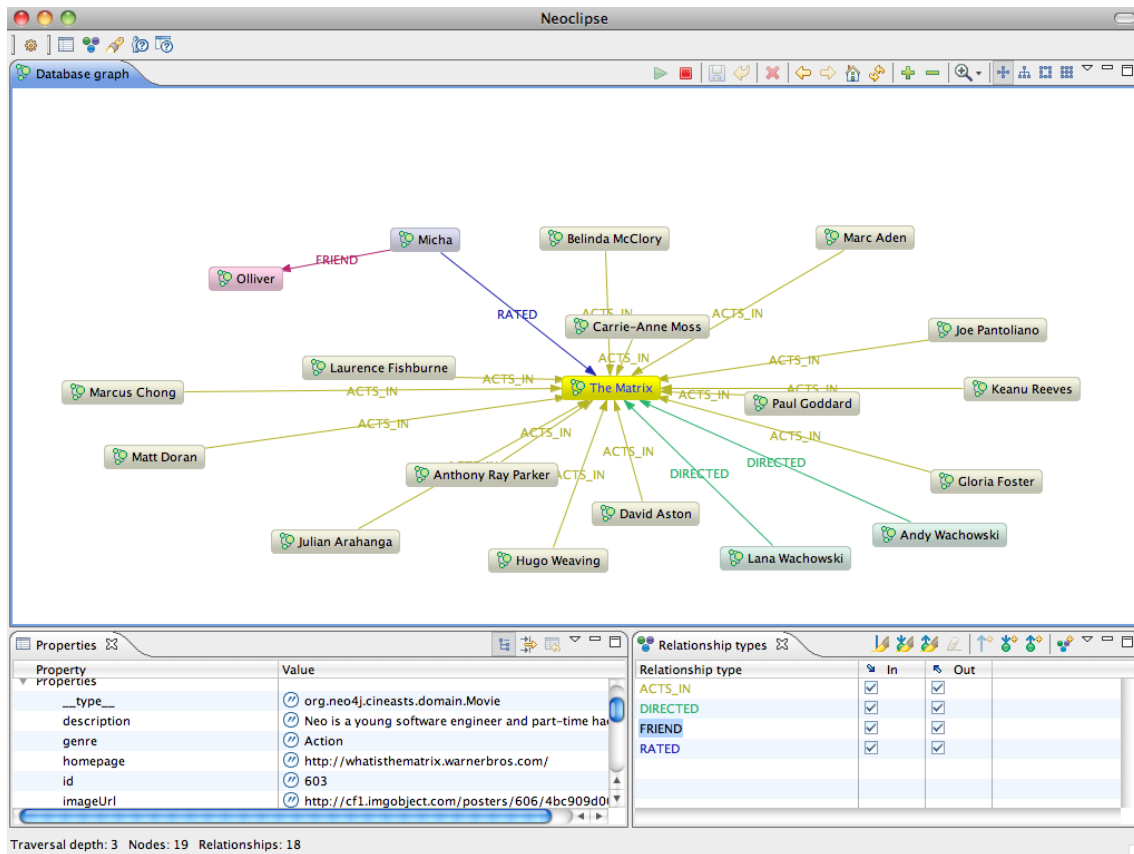 Neoclipse
Database graph
Micha
Belinda McClory
Marc Aden
FRIEND
Olliver
RATED
ACTS_IN
ACTS_IN
Carrie-Anne Moss
Joe Pantoliano
ACTS_IN
ACTS_IN
Laurence Fishburne
ACTS_IN
Marcus Chong
ACTS_IN
The Matrix
ACTS_IN
ACTS_IN
Keanu Reeves
Paul Goddard
ACTS_IN
ACTS_IN
ACTS_IN
ACTS_IN
Matt Doran
DIRECTED
DIRECTED
Anthony Ray Parker
ACTS_IN
Gloria Foster
David Aston
Julian Arahanga
Andy Wachowski
Hugo Weaving
Lana Wachowski
Properties
Property Value
Properties
__type__ org.neo4j.cineasts.domain.Movie
description Neo is a young software engineer and part-time
genre Action
homepage http://whatisthematrix.warnerbros.com/
id 603
imageUrl http://cf1.imgobject.com/posters/606/4bc909d0
Relationship types
Relationship type In Out
ACTS_IN
DIRECTED
FRIEND
RATED
Traversal depth: 3 Nodes: 19 Relationships: 18